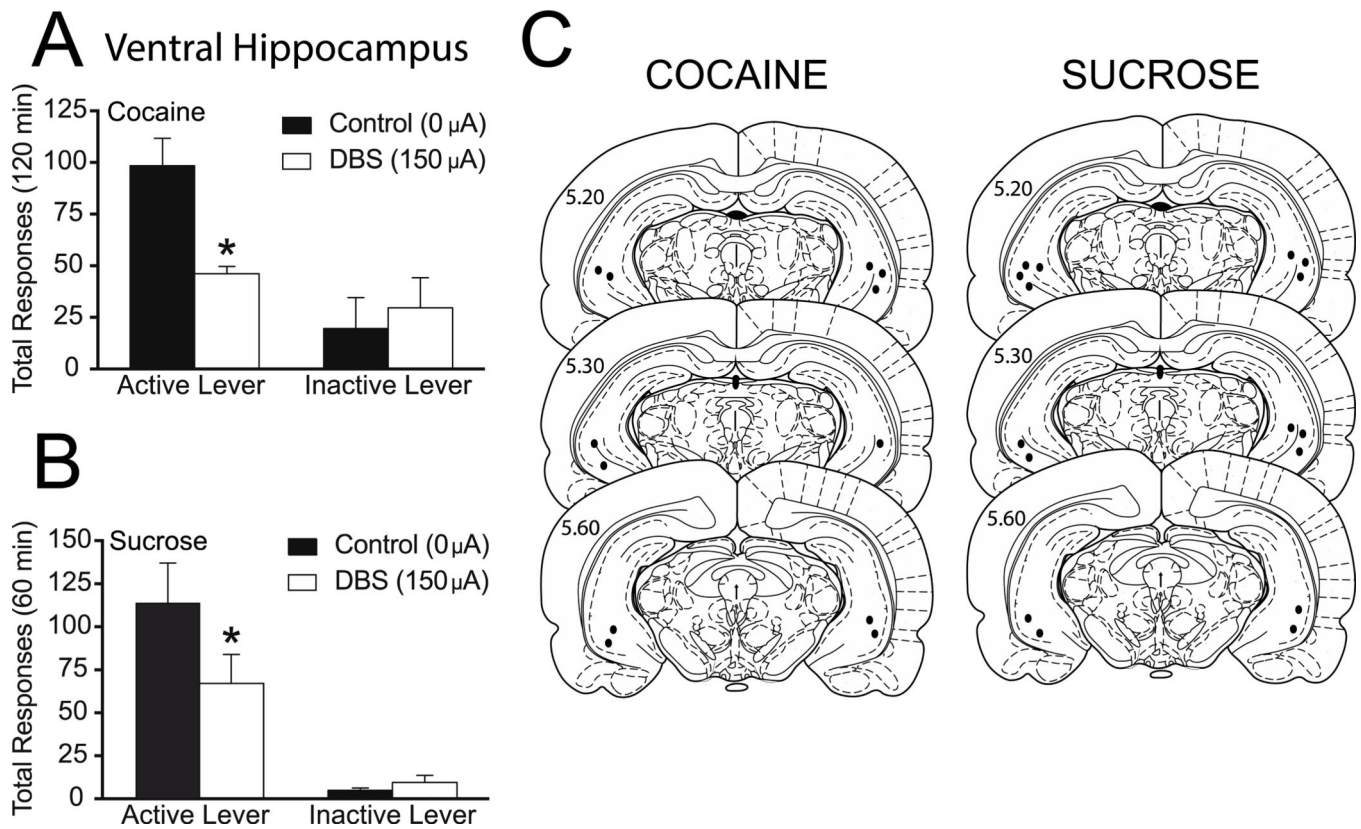 A Ventral Hippocampus
Total Responses (120 min)
125
100
75
50
25
0
Cocaine
Control (0 µA)
DBS (150 µA)
*
Active Lever Inactive Lever
B
Total Responses (60 min)
150
125
100
75
50
25
0
Sucrose
Control (0 µA)
DBS (150 µA)
*
Active Lever Inactive Lever
C
COCAINE
5.20
5.30
5.60
SUCROSE
5.20
5.30
5.60